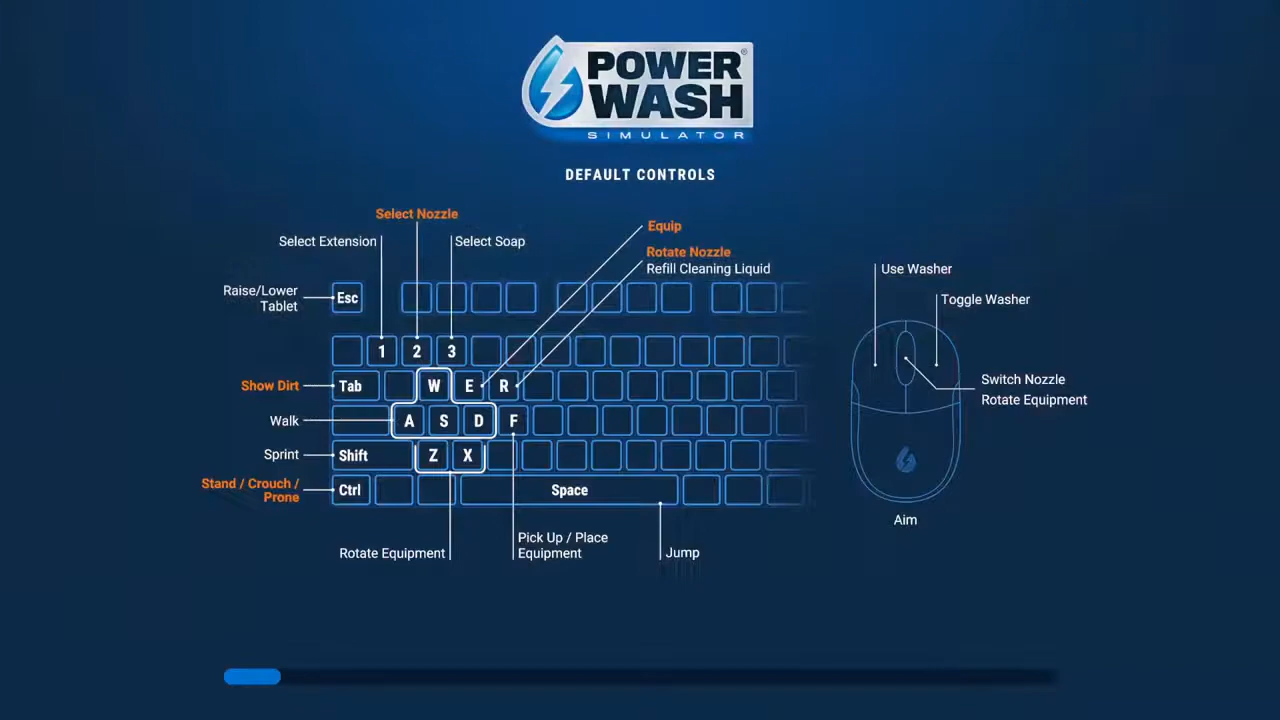 POWER®
WASH
SIMULATOR
DEFAULT CONTROLS
Select Nozzle
Select Extension
Select Soap
Equip
Rotate Nozzle
Refill Cleaning Liquid
Use Washer
Toggle Washer
Raise/Lower
Tablet
Esc
1 2 3
Show Dirt
Tab W E R
Switch Nozzle
Rotate Equipment
Walk
A S D F
Sprint
Shift Z X
Stand / Crouch /
Prone
Ctrl Space
Aim
Rotate Equipment
Pick Up / Place
Equipment
Jump